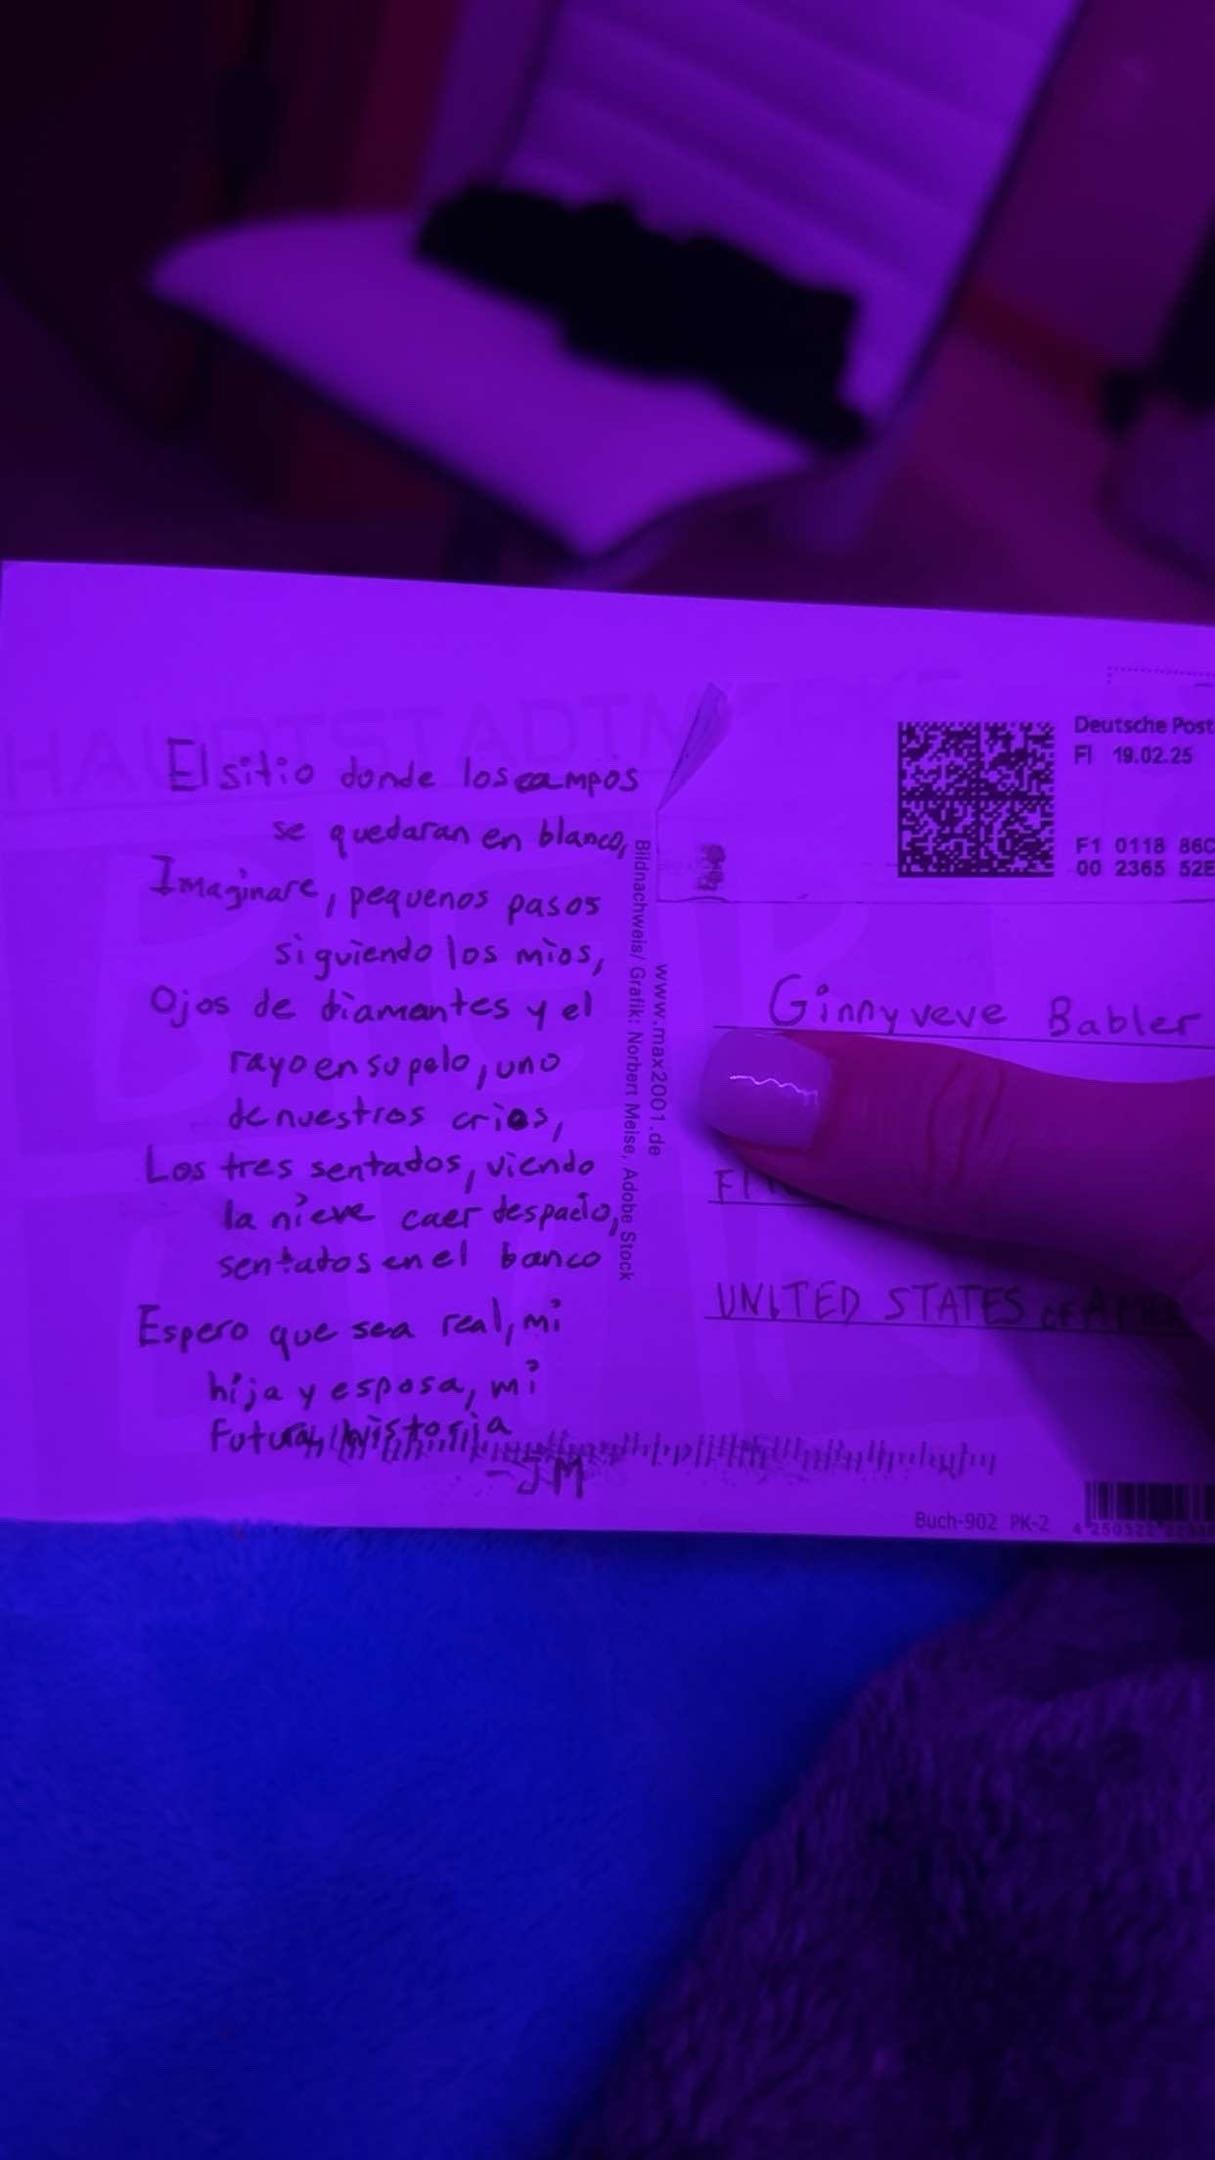 El sitio donde los campos
se quedaran en blanco,
Imaginare, pequenos pasos
siguiendo los mios,
Ojos de diamantes y el
rayo en su pelo, uno
de nuestros crios,
Los tres sentados, viendo
la nieve caer despacio,
sentados en el banco
Espero que sea real, mi
hija y esposa, mi
futura, historia
-JM
Bildnachweis/ Grafik: Norbert Meise, Adobe Stock
www.max2001.de
Deutsche Post
FI 19.02.25
F1 0118 86C
00 2365 52E
Ginnyveve Babler
UNITED STATES OF
Buch-902 PK-2